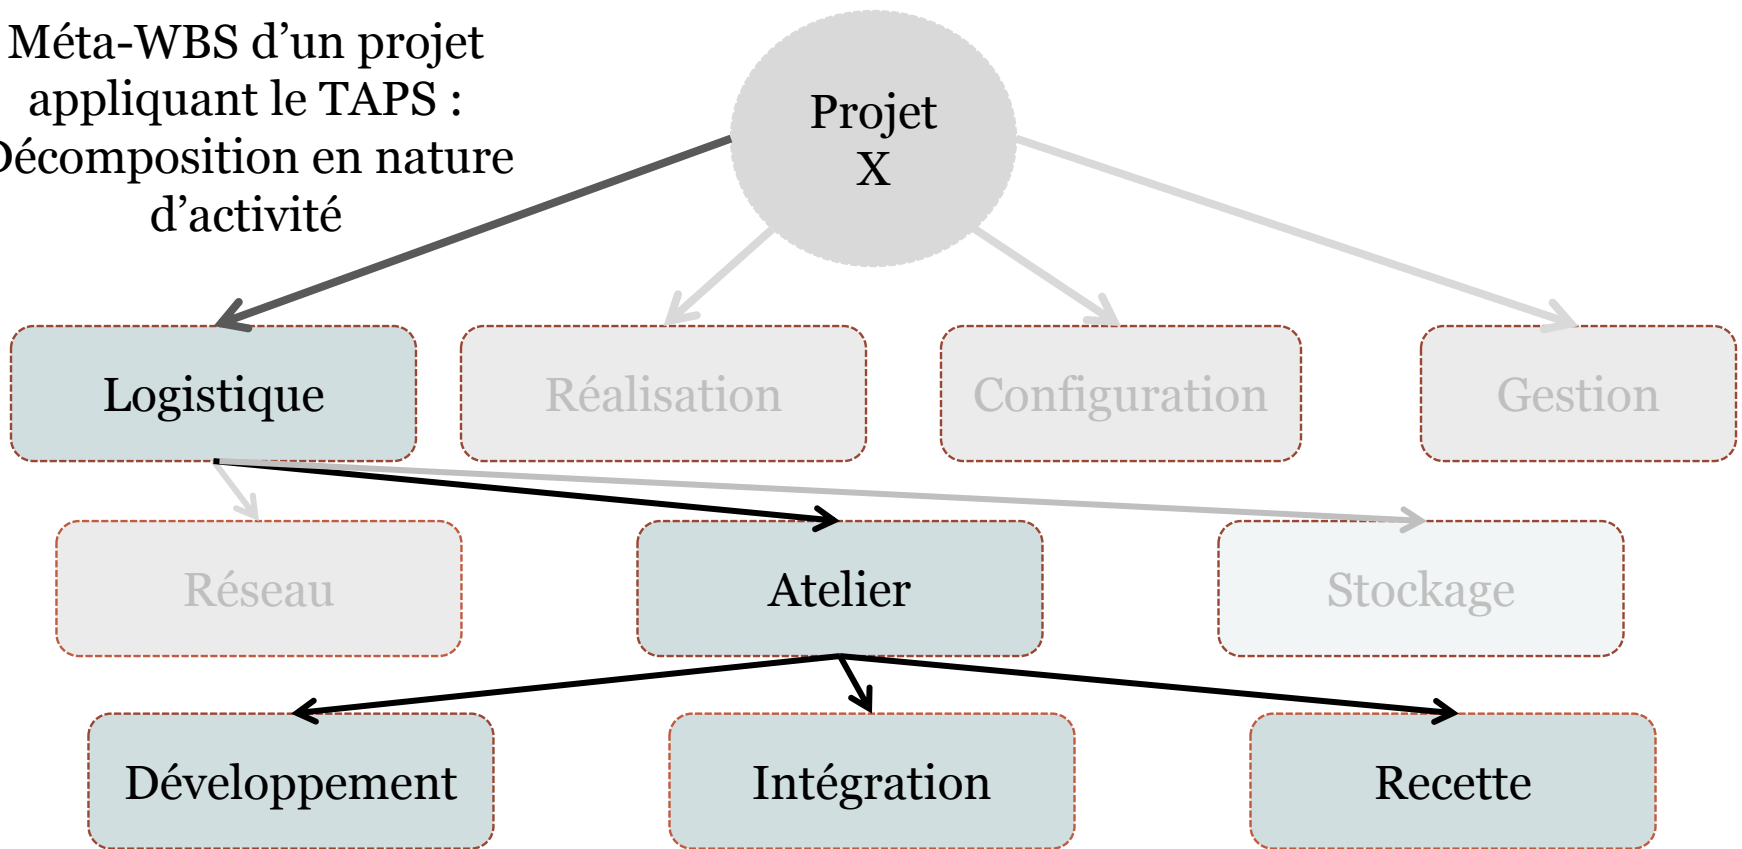 Méta-WBS d’un projet
appliquant le TAPS :
Décomposition en nature
d’activité
Projet
X
Logistique
Réalisation
Configuration
Gestion
Réseau
Atelier
Stockage
Développement
Intégration
Recette